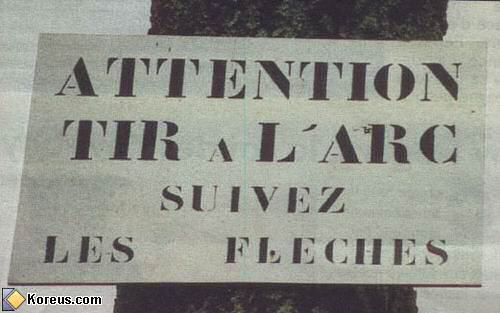 ATTENTION
TIR A L'ARC
SUIVEZ
LES FLECHES
Koreus.com